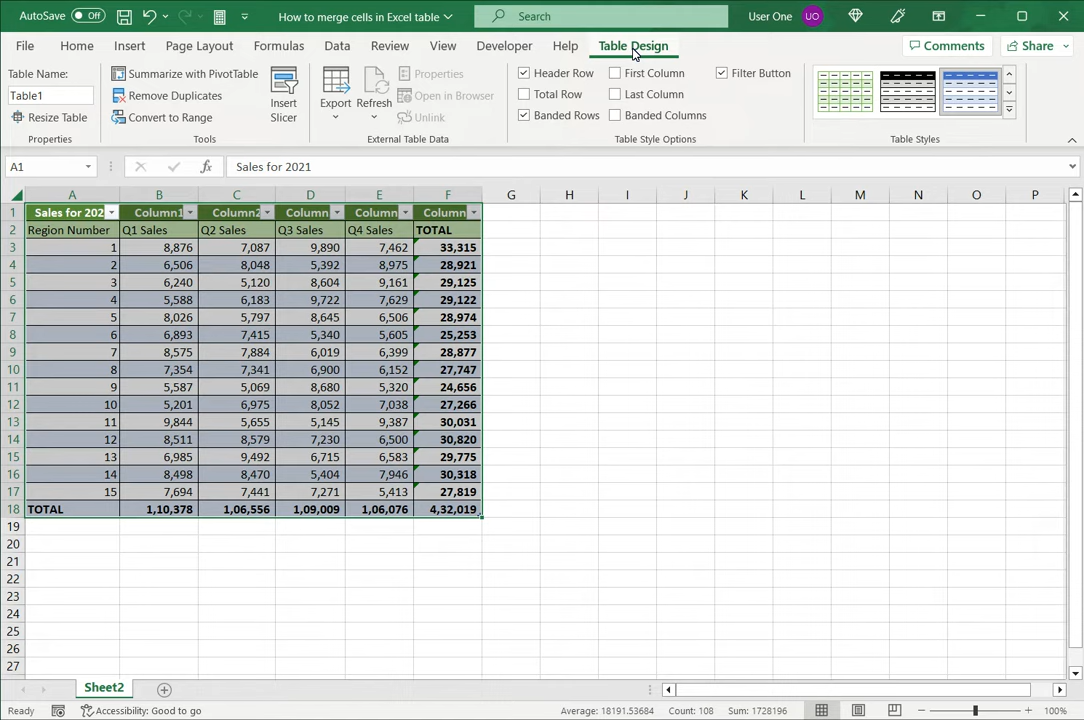 AutoSave Off How to merge cells in Excel table Search User One UO
File Home Insert Page Layout Formulas Data Review View Developer Help Table Design Comments Share
Table Name:
Table1
Resize Table
Properties
Summarize with PivotTable
Remove Duplicates
Convert to Range
Tools
Insert
Slicer
Export
Refresh
Properties
Open in Browser
Unlink
External Table Data
Header Row First Column Filter Button
Total Row Last Column
Banded Rows Banded Columns
Table Style Options
Table Styles
A1 fx Sales for 2021
A B C D E F G H I J K L M N O P
1 Sales for 202 Column1 Column2 Column Column Column
2 Region Number Q1 Sales Q2 Sales Q3 Sales Q4 Sales TOTAL
3 1 8,876 7,087 9,890 7,462 33,315
4 2 6,506 8,048 5,392 8,975 28,921
5 3 6,240 5,120 8,604 9,161 29,125
6 4 5,588 6,183 9,722 7,629 29,122
7 5 8,026 5,797 8,645 6,506 28,974
8 6 6,893 7,415 5,340 5,605 25,253
9 7 8,575 7,884 6,019 6,399 28,877
10 8 7,354 7,341 6,900 6,152 27,747
11 9 5,587 5,069 8,680 5,320 24,656
12 10 5,201 6,975 8,052 7,038 27,266
13 11 9,844 5,655 5,145 9,387 30,031
14 12 8,511 8,579 7,230 6,500 30,820
15 13 6,985 9,492 6,715 6,583 29,775
16 14 8,498 8,470 5,404 7,946 30,318
17 15 7,694 7,441 7,271 5,413 27,819
18 TOTAL 1,10,378 1,06,556 1,09,009 1,06,076 4,32,019
19
20
21
22
23
24
25
26
27
Sheet2
Ready Accessibility: Good to go Average: 18191.53684 Count: 108 Sum: 1728196 100%